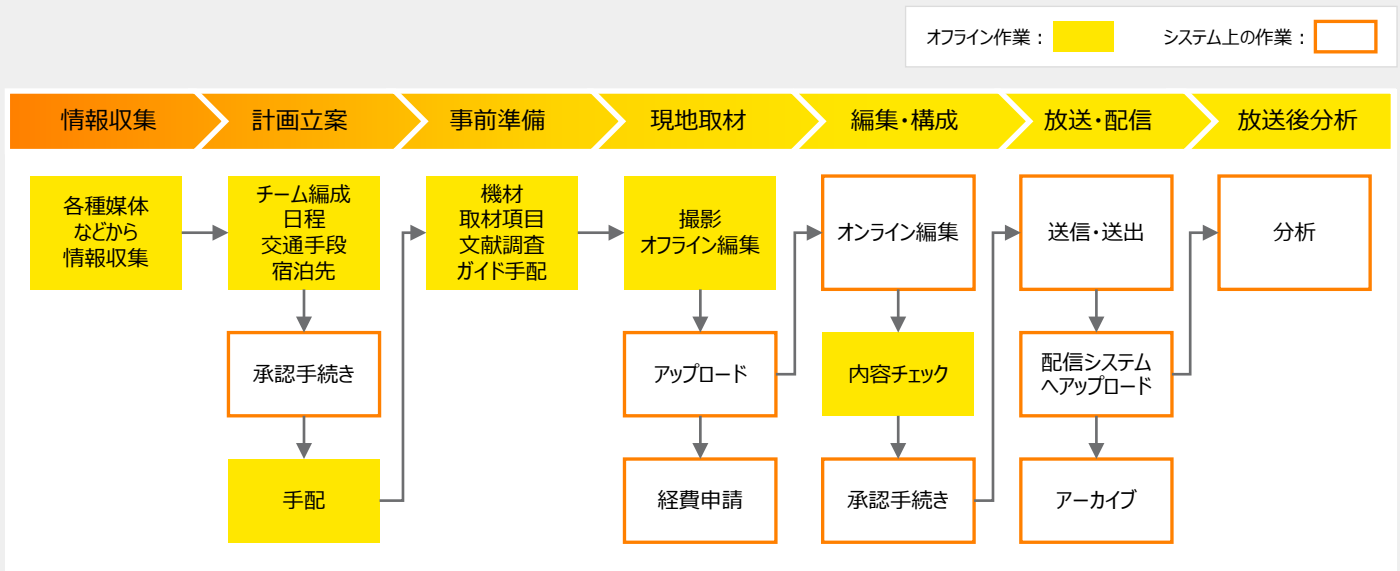 オフライン作業：
システム上の作業：
情報収集
計画立案
事前準備
現地取材
編集・構成
放送・配信
放送後分析
各種媒体
などから
情報収集
チーム編成
日程
交通手段
宿泊先
承認手続き
手配
機材
取材項目
文献調査
ガイド手配
撮影
オフライン編集
アップロード
経費申請
オンライン編集
内容チェック
承認手続き
送信・送出
配信システム
へアップロード
アーカイブ
分析